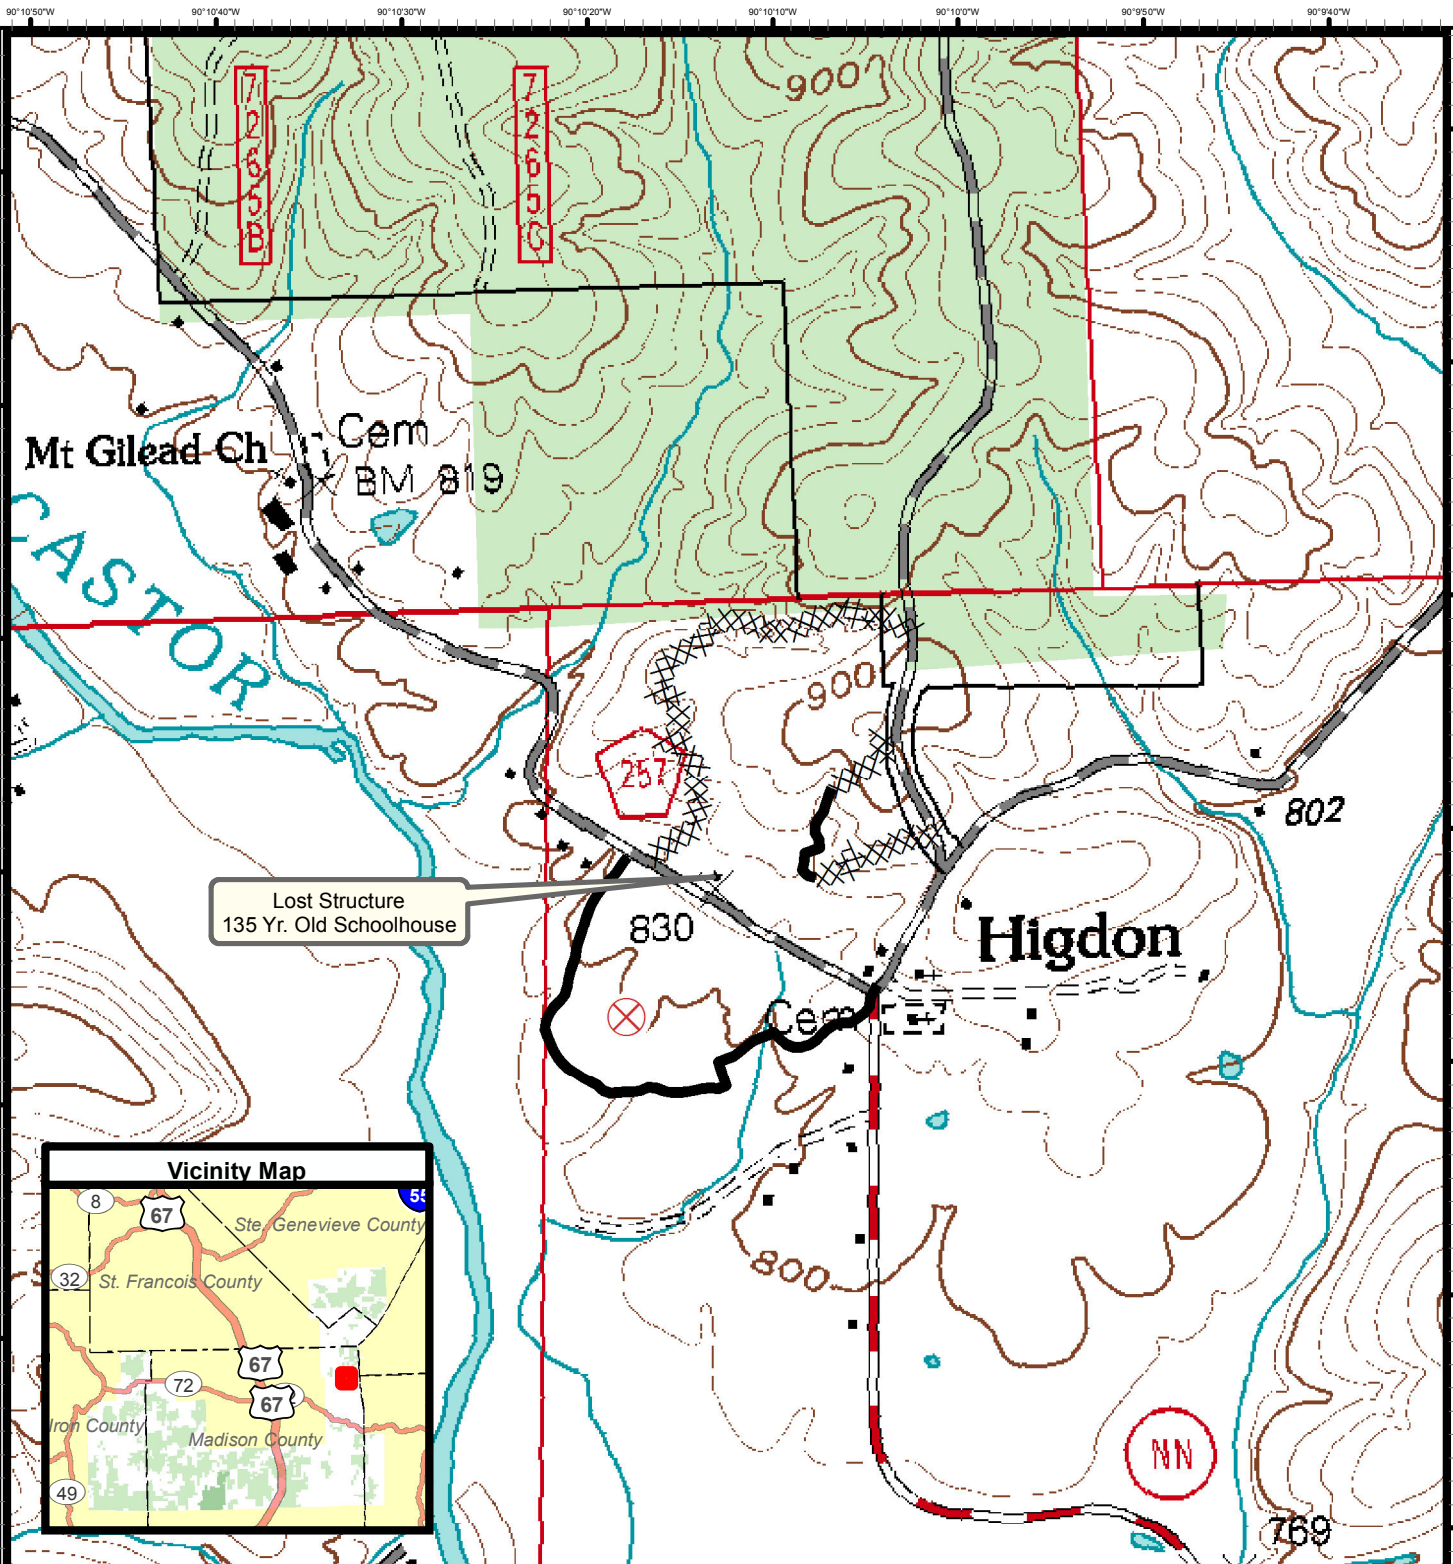 90°10'50"W 90°10'40"W 90°10'30"W 90°10'20"W 90°10'10"W 90°10'0"W 90°9'50"W 90°9'40"W
7265B
7265C
900
Cem
Mt Gilead Ch
BM 819
CASTOR
900
257
802
Lost Structure
135 Yr. Old Schoolhouse
830
Higdon
Cem
800
NN
769
Vicinity Map
55
8
67
Ste. Genevieve County
32
St. Francois County
67
72
67
Iron County
Madison County
49